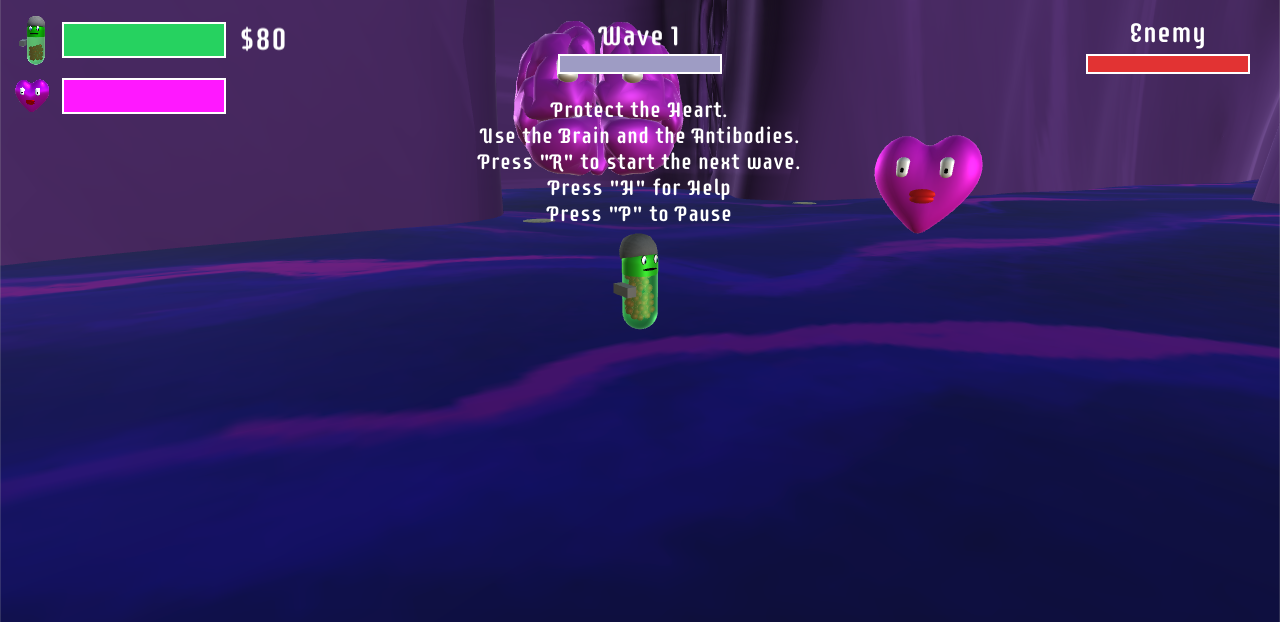 $80
Wave 1
Enemy
Protect the Heart.
Use the Brain and the Antibodies.
Press "R" to start the next wave.
Press "H" for Help
Press "P" to Pause